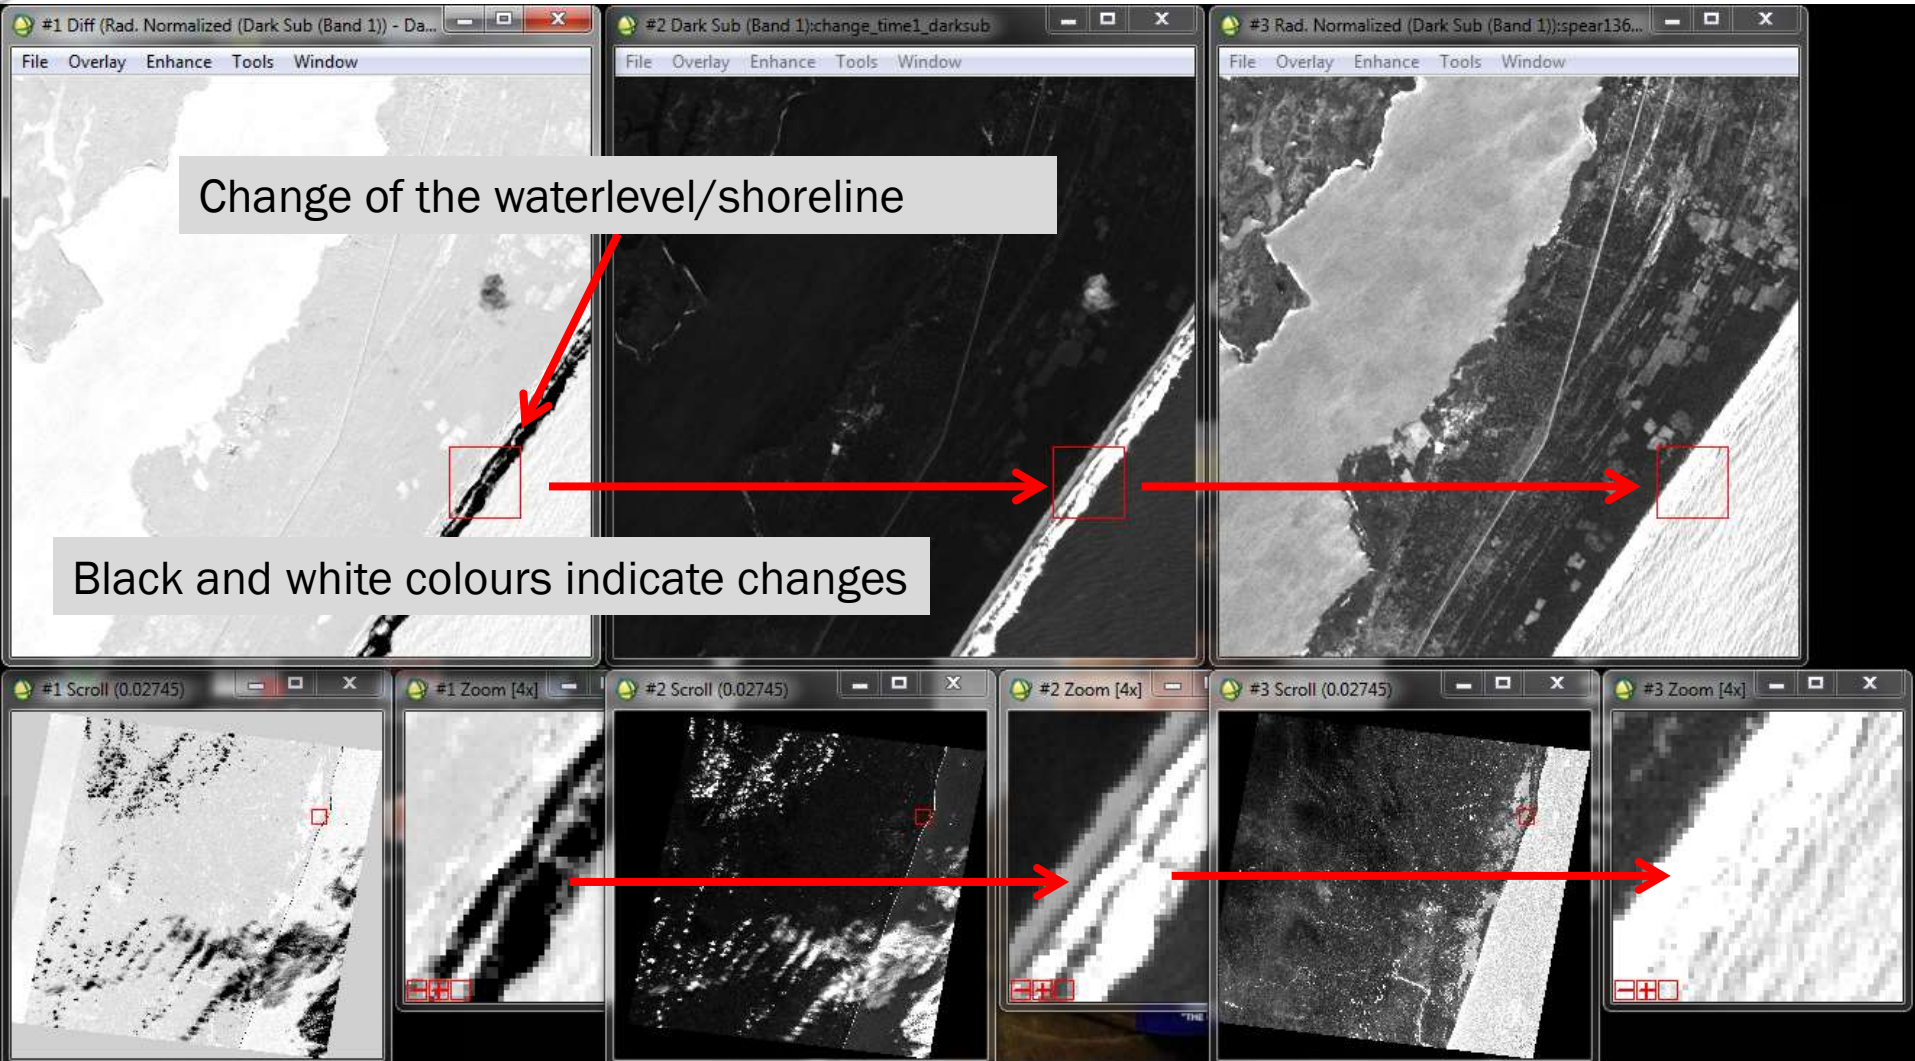 #1 Diff (Rad. Normalized (Dark Sub (Band 1)) - Da...
File Overlay Enhance Tools Window
#2 Dark Sub (Band 1):change_time1_darksub
File Overlay Enhance Tools Window
#3 Rad. Normalized (Dark Sub (Band 1)):spear136...
File Overlay Enhance Tools Window
Change of the waterlevel/shoreline
Black and white colours indicate changes
#1 Scroll (0.02745)
#1 Zoom [4x]
#2 Scroll (0.02745)
#2 Zoom [4x]
#3 Scroll (0.02745)
#3 Zoom [4x]
"THE